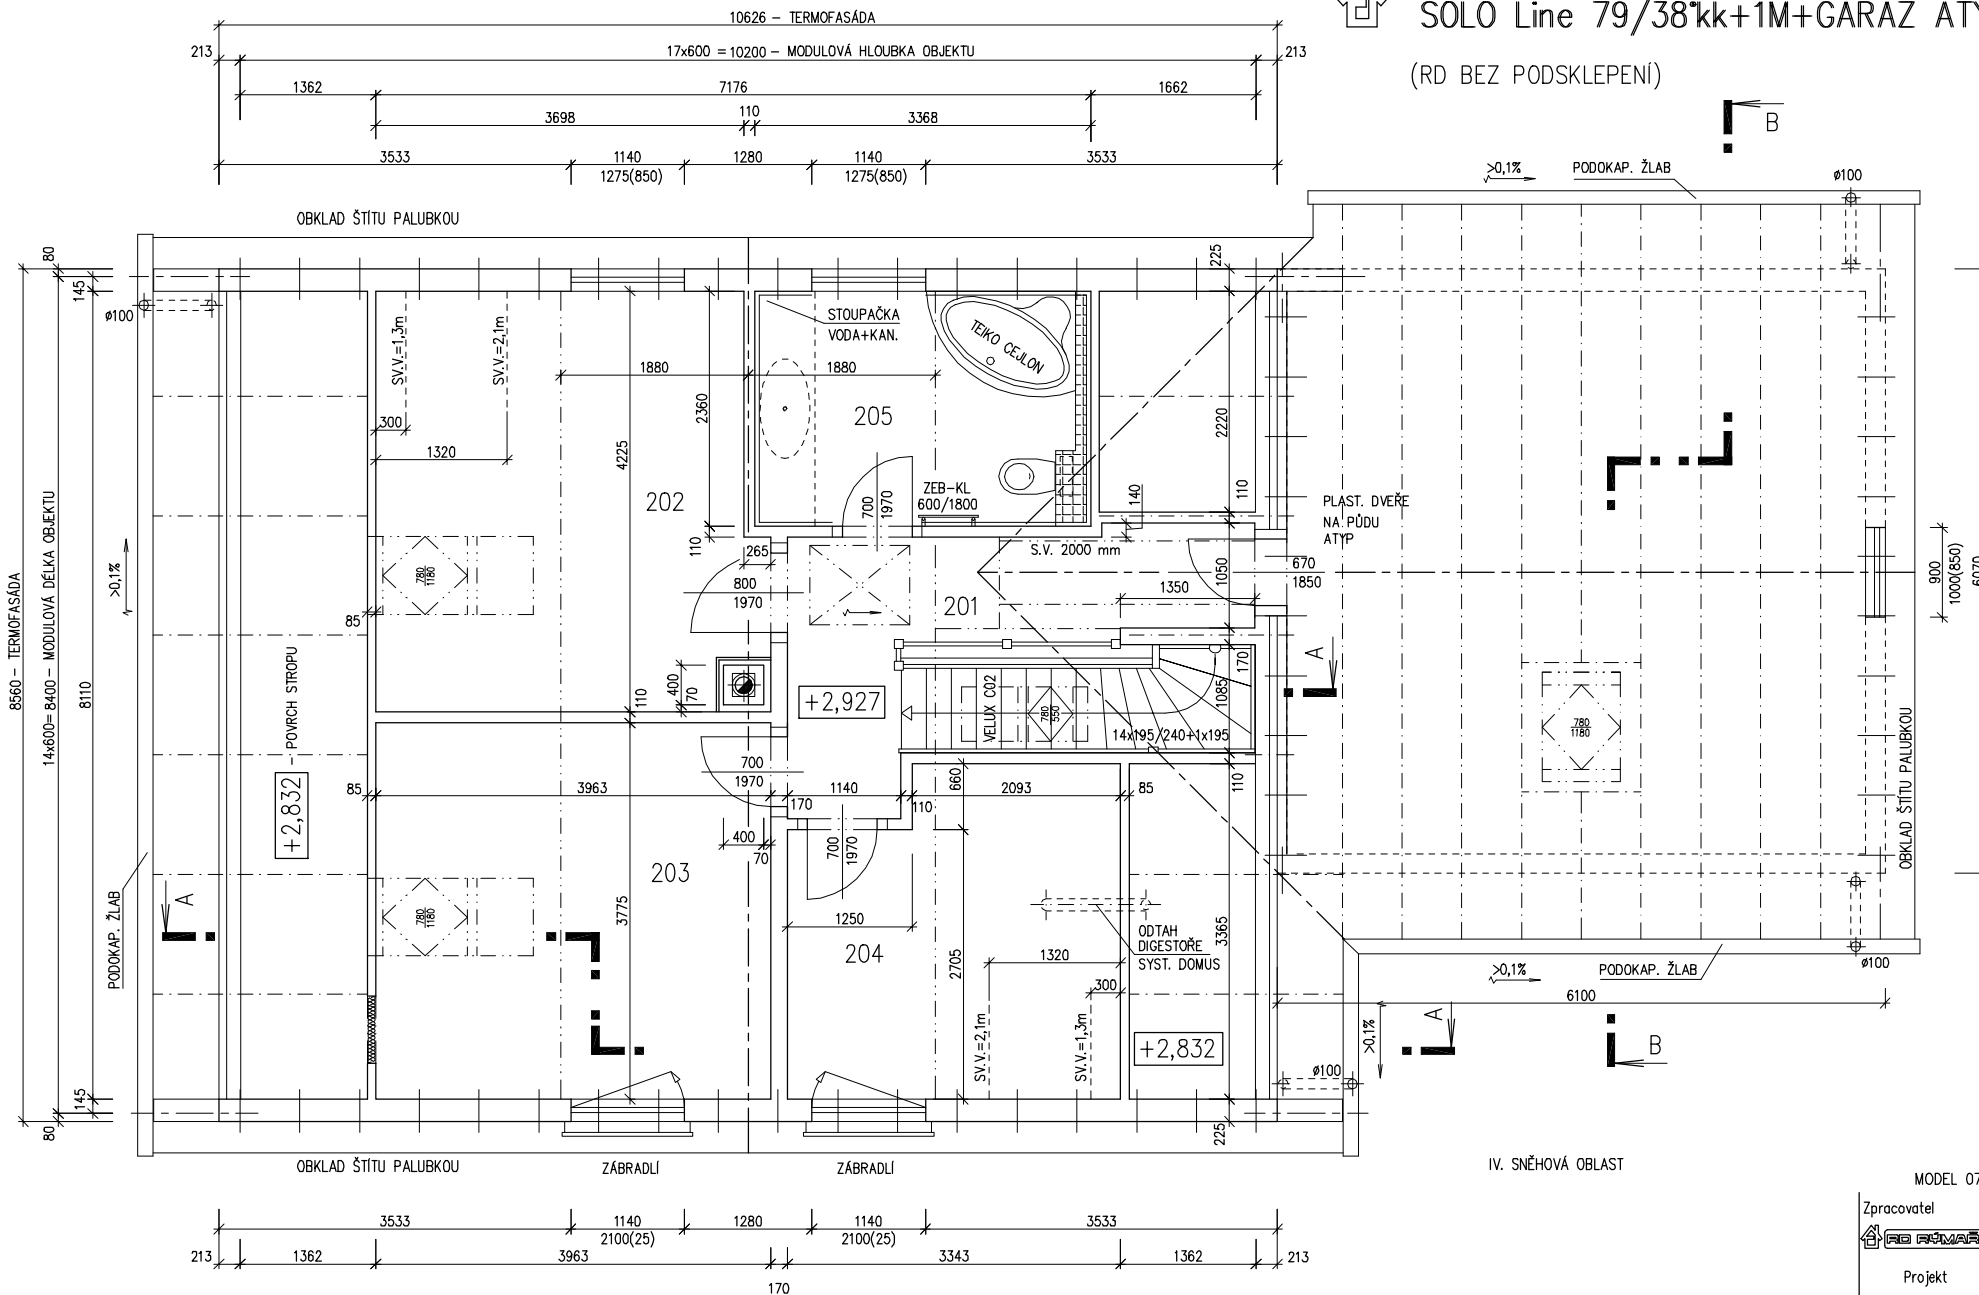 SOLO Line 79/38°kk+1M+GARAZ
(RD BEZ PODSKLEPENÍ)
10626 - TERMOFASÁDA
213
17x600 = 10200 - MODULOVÁ HLOUBKA OBJEKTU
213
1362
7176
1662
3698
110
3368
3533
1140
1280
1140
3533
1275(850)
1275(850)
B
>0,1%
PODOKAP. ŽLAB
ø100
OBKLAD ŠTÍTU PALUBKOU
80
145
225
ø100
SV.V.=1,3m
SV.V.=2,1m
STOUPAČKA
VODA+KAN.
TEIKO CEJLON
1880
1880
2360
205
2220
300
1320
4225
202
ZEB-KL
600/1800
700
1970
140
110
PLAST. DVEŘE
NA PŮDU
ATYP
110
265
S.V. 2000 mm
800
1970
1050
670
1850
900
1000(850)
6070
780
1180
1350
201
85
8560 - TERMOFASÁDA
14x600= 8400 - MODULOVÁ DÉLKA OBJEKTU
8110
>0,1%
+2,832 - POVRCH STROPU
110
400
70
+2,927
VELUX C02
780
550
170
1085
A
14x195/240+1x195
780
1180
OBKLAD ŠTÍTU PALUBKOU
700
1970
85
3963
170
1140
110
660
2093
85
110
400
70
700
1970
203
780
1180
A
PODOKAP. ŽLAB
3775
1250
204
2705
1320
300
ODTAH
DIGESTOŘE
SYST. DOMUS
3365
SV.V.=2,1m
SV.V.=1,3m
+2,832
>0,1%
PODOKAP. ŽLAB
ø100
6100
A
>0,1%
B
ø100
145
80
225
OBKLAD ŠTÍTU PALUBKOU
ZÁBRADLÍ
ZÁBRADLÍ
IV. SNĚHOVÁ OBLAST
MODEL 07
Zpracovatel
RD RÝMAŘ
Projekt
3533
1140
1280
1140
3533
2100(25)
2100(25)
213
1362
3963
3343
1362
213
170